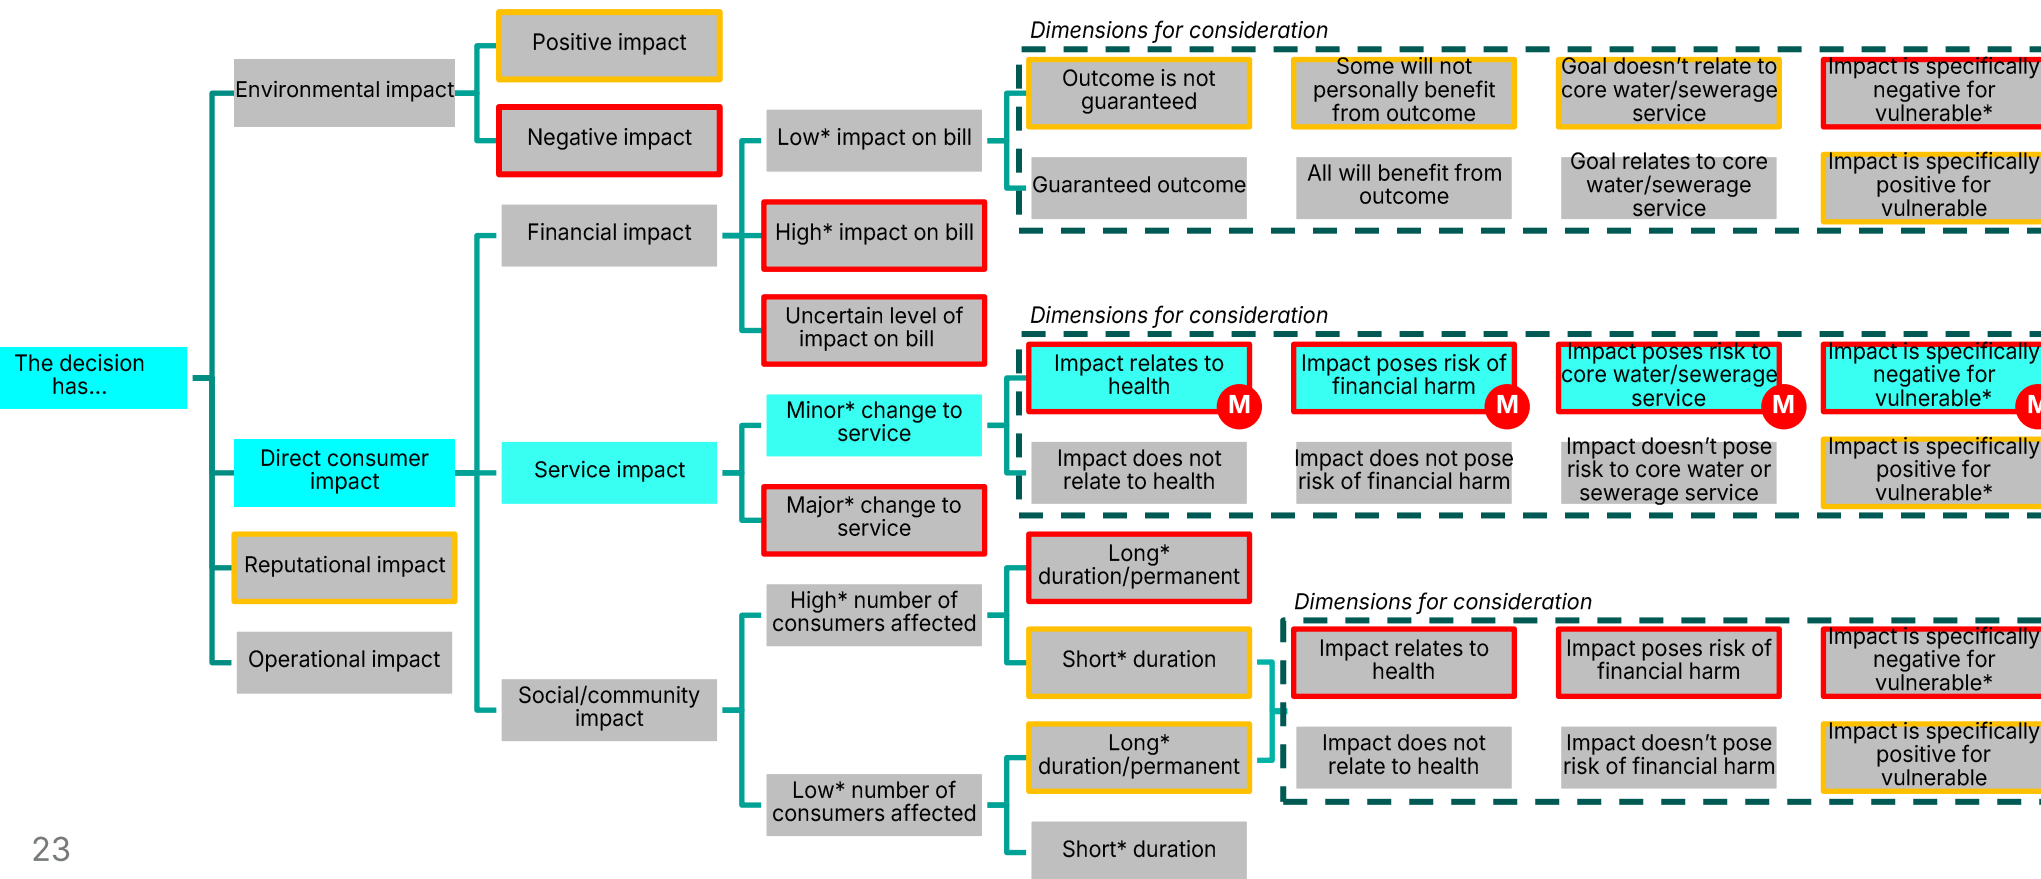 The decision
has...
Environmental impact
Direct consumer
impact
Reputational impact
Operational impact
Positive impact
Negative impact
Financial impact
Service impact
Social/community
impact
Low* impact on bill
High* impact on bill
Uncertain level of
impact on bill
Minor* change to
service
Major* change to
service
High* number of
consumers affected
Low* number of
consumers affected
Dimensions for consideration
Outcome is not
guaranteed
Some will not
personally benefit
from outcome
Goal doesn't relate to
core water/sewerage
service
Impact is specifically
negative for
vulnerable*
Guaranteed outcome
All will benefit from
outcome
Goal relates to core
water/sewerage
service
Impact is specifically
positive for
vulnerable
Dimensions for consideration
Impact relates to
health
M
Impact poses risk of
financial harm
M
Impact poses risk to
core water/sewerage
service
M
Impact is specifically
negative for
vulnerable*
M
Impact does not
relate to health
Impact does not pose
risk of financial harm
Impact doesn't pose
risk to core water or
sewerage service
Impact is specifically
positive for
vulnerable*
Long*
duration/permanent
Short* duration
Long*
duration/permanent
Short* duration
Dimensions for consideration
Impact relates to
health
Impact poses risk of
financial harm
Impact is specifically
negative for
vulnerable*
Impact does not
relate to health
Impact doesn't pose
risk of financial harm
Impact is specifically
positive for
vulnerable
23